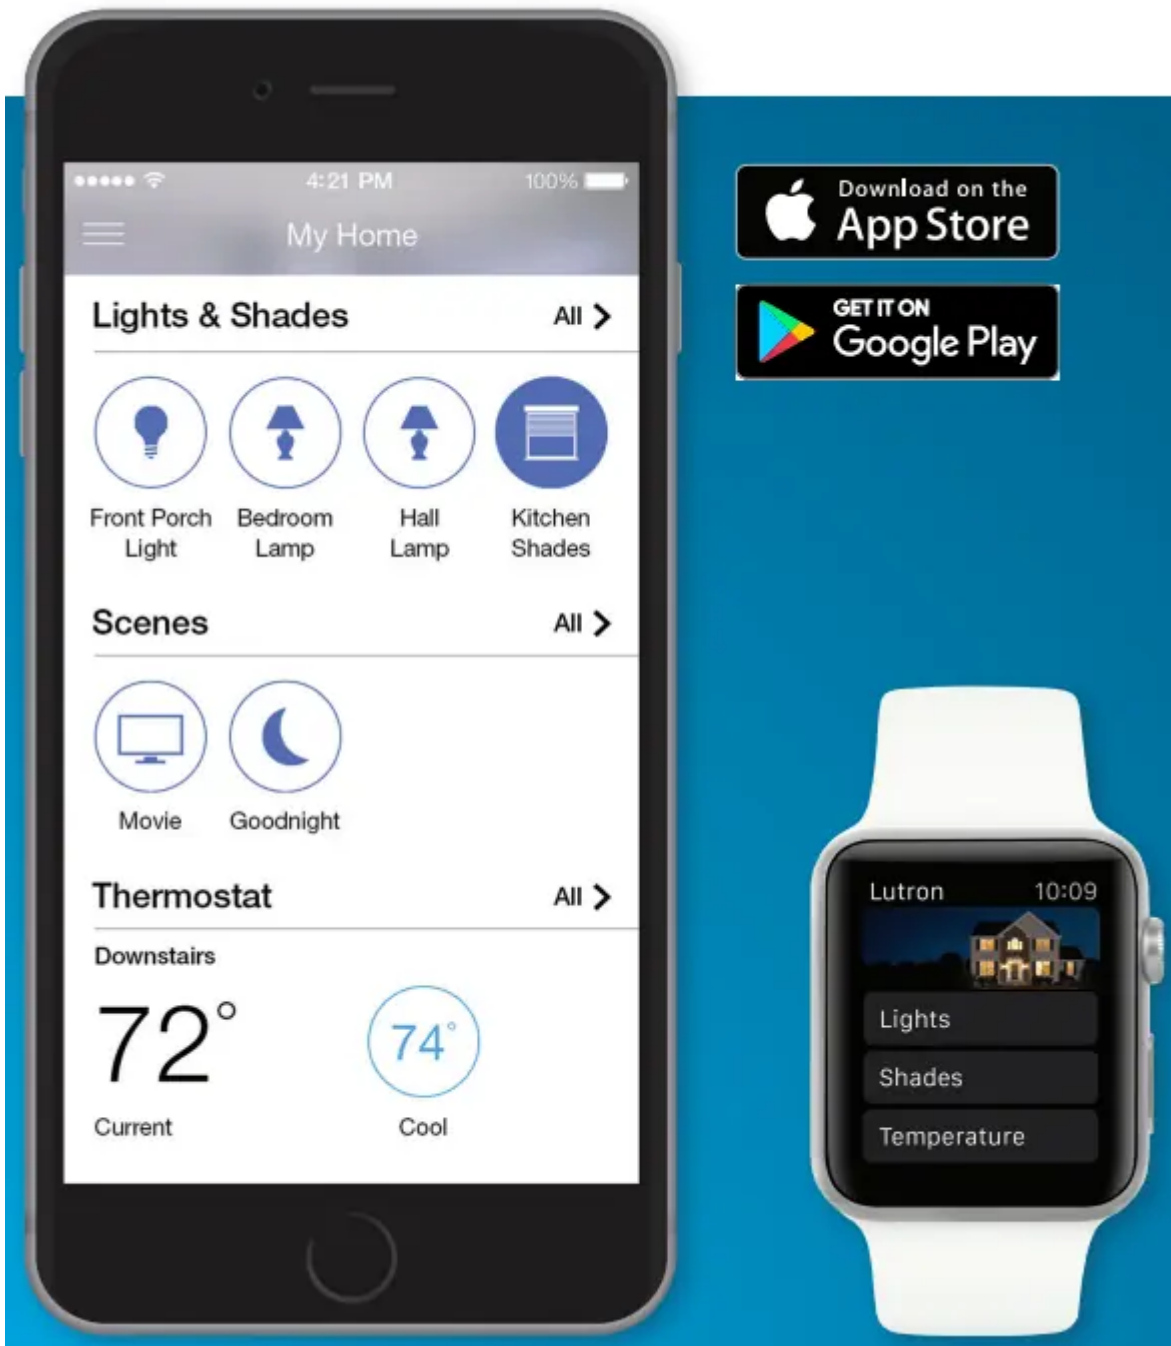 4:21 PM
100%
My Home
Lights & Shades
All
Front Porch
Light
Bedroom
Lamp
Hall
Lamp
Kitchen
Shades
Scenes
All
Movie
Goodnight
Thermostat
All
Downstairs
72°
74°
Current
Cool
Download on the
App Store
GET IT ON
Google Play
Lutron
10:09
Lights
Shades
Temperature